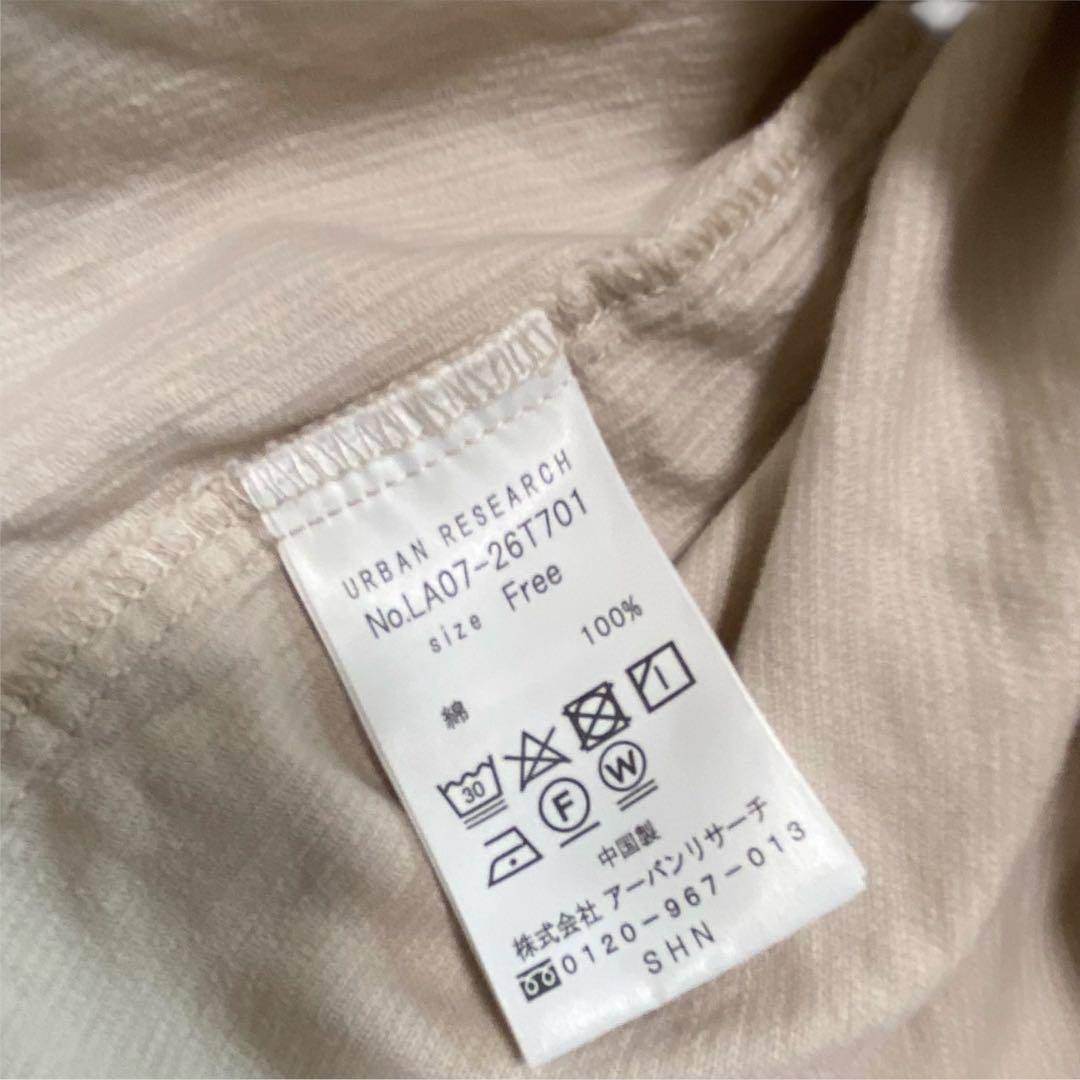 URBAN RESEARCH
No.LA07-26T701
size Free
綿 100%
30
F W
中国製
株式会社 アーバンリサーチ
0120-967-013
SHN